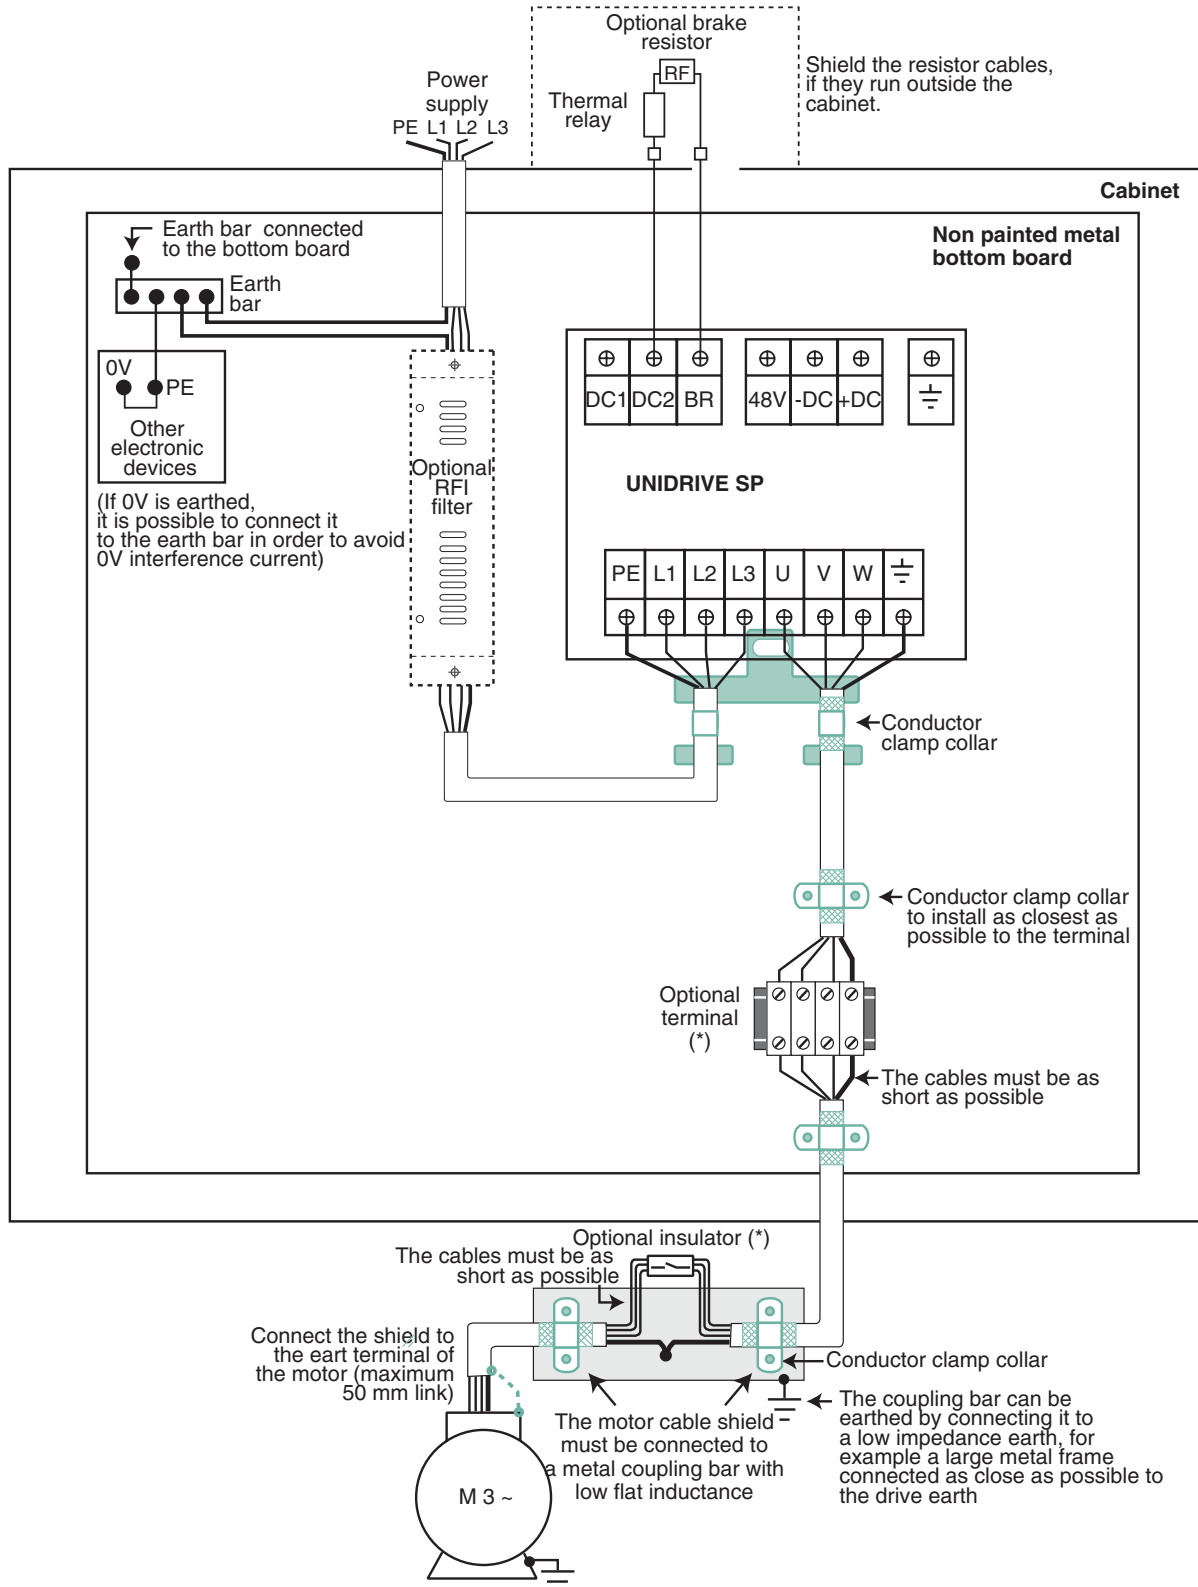 Optional brake
resistor
RF
Shield the resistor cables,
if they run outside the
cabinet.
Thermal
relay
Power
supply
PE L1 L2 L3
Cabinet
Earth bar connected
to the bottom board
Non painted metal
bottom board
Earth
bar
0V
PE
Other
electronic
devices
(If 0V is earthed,
it is possible to connect it
to the earth bar in order to avoid
0V interference current)
Optional
RFI
filter
DC1 DC2 BR 48V -DC +DC
UNIDRIVE SP
PE L1 L2 L3 U V W
Conductor
clamp collar
Conductor clamp collar
to install as closest as
possible to the terminal
Optional
terminal
(*)
The cables must be as
short as possible
Optional insulator (*)
The cables must be as
short as possible
Connect the shield to
the eart terminal of
the motor (maximum
50 mm link)
Conductor clamp collar
The motor cable shield
must be connected to
a metal coupling bar with
low flat inductance
The coupling bar can be
earthed by connecting it to
a low impedance earth, for
example a large metal frame
connected as close as possible to
the drive earth
M 3 ~